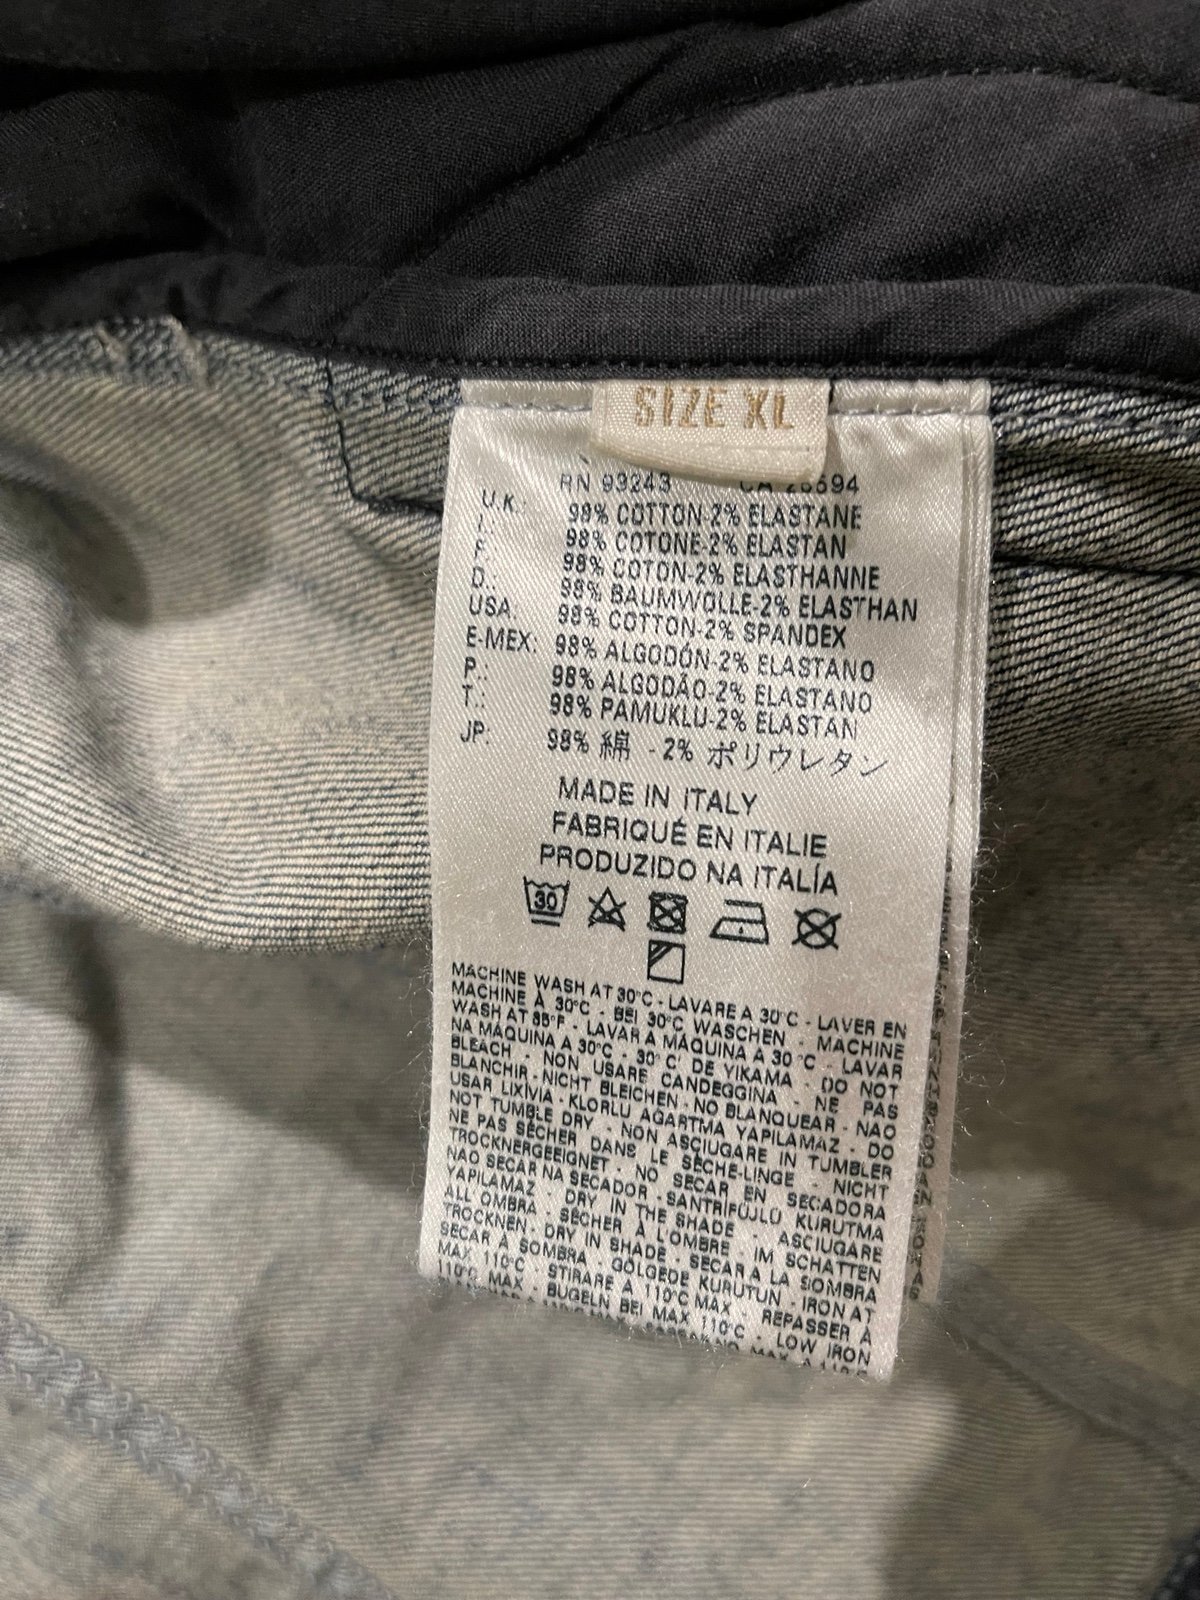 SIZE XL
RN 93243 CA 26594
U.K.: 98% COTTON-2% ELASTANE
I.: 98% COTONE-2% ELASTAN
F.: 98% COTON-2% ELASTHANNE
D.: 98% BAUMWOLLE-2% ELASTHAN
USA: 98% COTTON-2% SPANDEX
E-MEX: 98% ALGODÓN-2% ELASTANO
P.: 98% ALGODÃO-2% ELASTANO
T.: 98% PAMUKLU-2% ELASTAN
JP: 98% 綿 - 2% ポリウレタン
MADE IN ITALY
FABRIQUÉ EN ITALIE
PRODUZIDO NA ITALÍA
30
MACHINE WASH AT 30°C - LAVARE A 30°C - LAVER EN
MACHINE À 30°C - BEI 30°C WASCHEN - MACHINE
WASH AT 85°F - LAVAR A MÁQUINA A 30°C - LAVAR
NA MÁQUINA A 30°C - 30°C' DE YIKAMA - DO NOT
BLEACH - NON USARE CANDEGGINA - NE PAS
BLANCHIR - NICHT BLEICHEN - NO BLANQUEAR - NAO
USAR LIXÍVIA - KLORLU AGARTMA YAPILAMAZ - DO
NOT TUMBLE DRY - NON ASCIUGARE IN TUMBLER
NE PAS SÉCHER DANS LE SÈCHE-LINGE - NICHT
TROCKNERGEEIGNET - NO SECAR EN SECADORA
NAO SECAR NA SECADOR - SANTRIFÜJLÜ KURUTMA
YAPILAMAZ - DRY IN THE SHADE - ASCIUGARE
ALL OMBRA - SÉCHER À L'OMBRE - IM SCHATTEN
TROCKNEN - DRY IN SHADE - SECAR A LA SOMBRA
SECAR À SOMBRA - GÖLGEDE KURUTUN - IRON AT
MAX 110°C - STIRARE A 110°C MAX REPASSER À
110°C MAX - BUGELN BEI MAX 110°C - LOW IRON